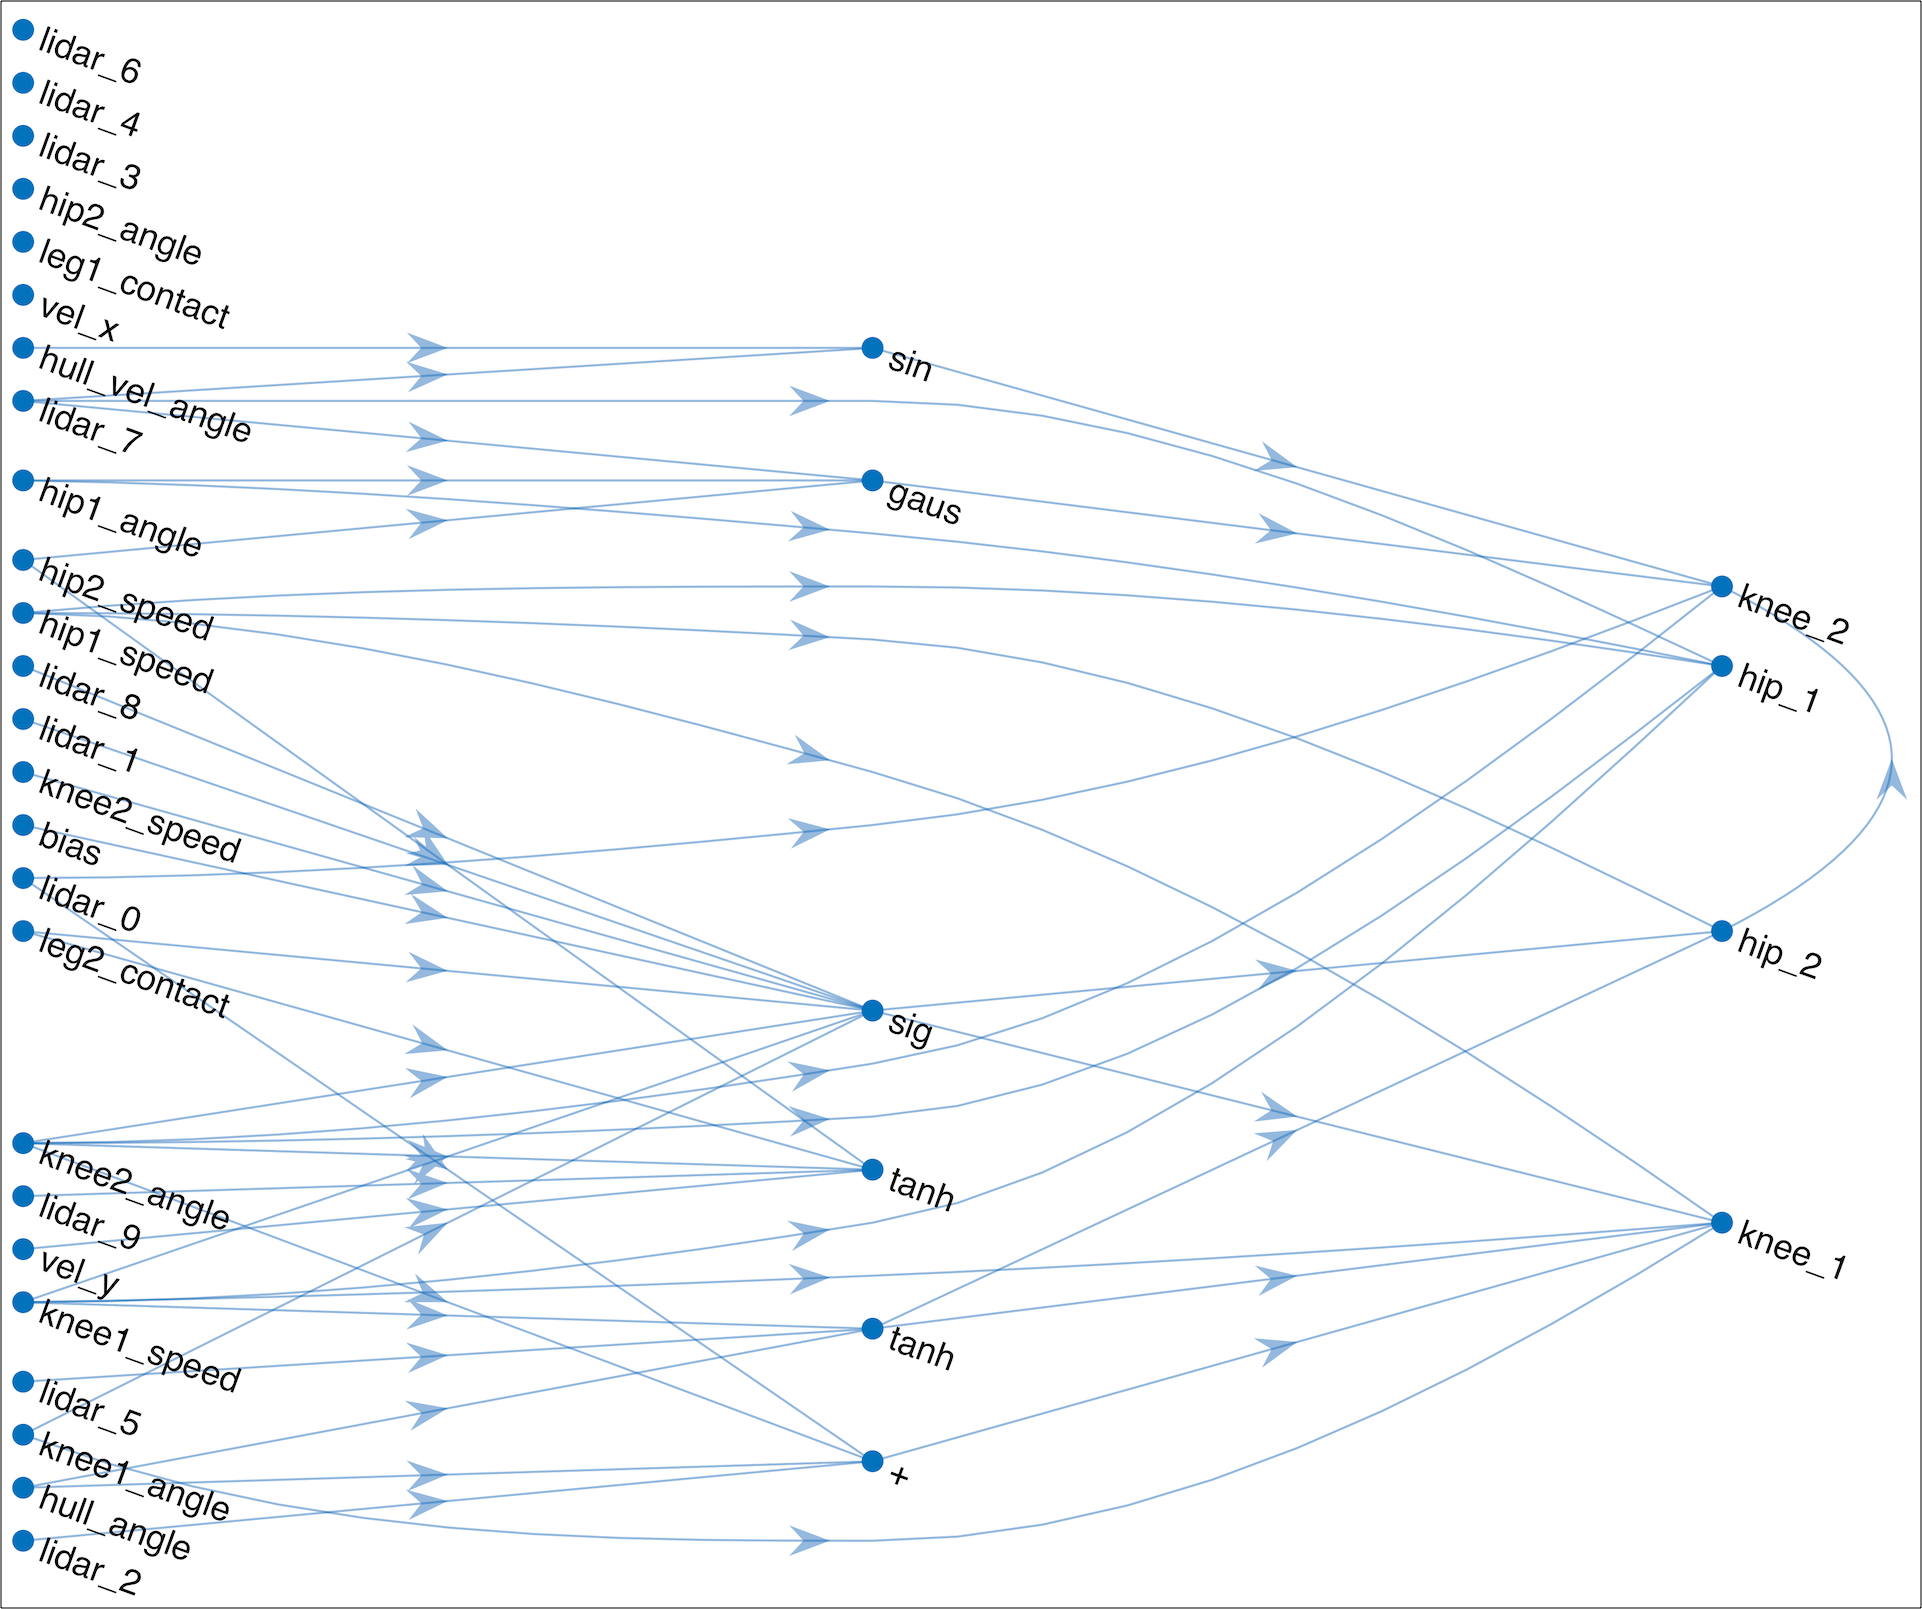 lidar_6
lidar_4
lidar_3
hip2_angle
leg1_contact
vel_x
hull_vel_angle
lidar_7
hip1_angle
hip2_speed
hip1_speed
lidar_8
lidar_1
knee2_speed
bias
lidar_0
leg2_contact
knee2_angle
lidar_9
vel_y
knee1_speed
lidar_5
knee1_angle
hull_angle
lidar_2
sin
gaus
sig
tanh
tanh
+
knee_2
hip_1
hip_2
knee_1